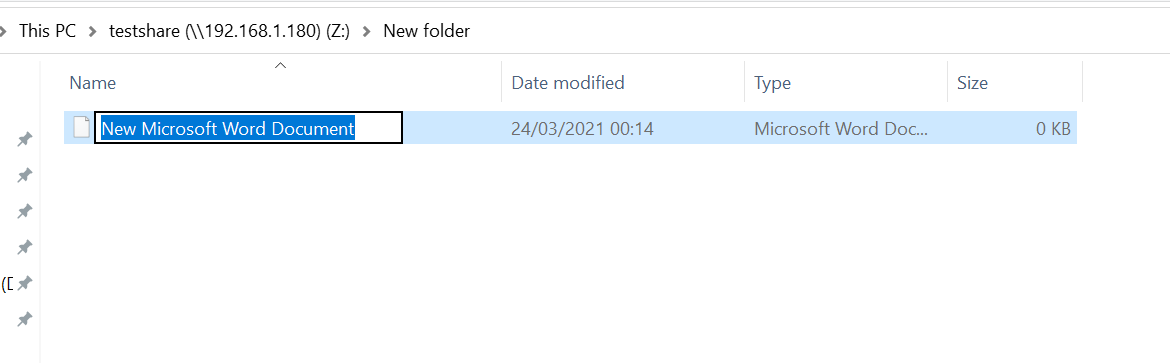 This PC > testshare (\\192.168.1.180) (Z:) > New folder
Name Date modified Type Size
New Microsoft Word Document 24/03/2021 00:14 Microsoft Word Doc... 0 KB
([